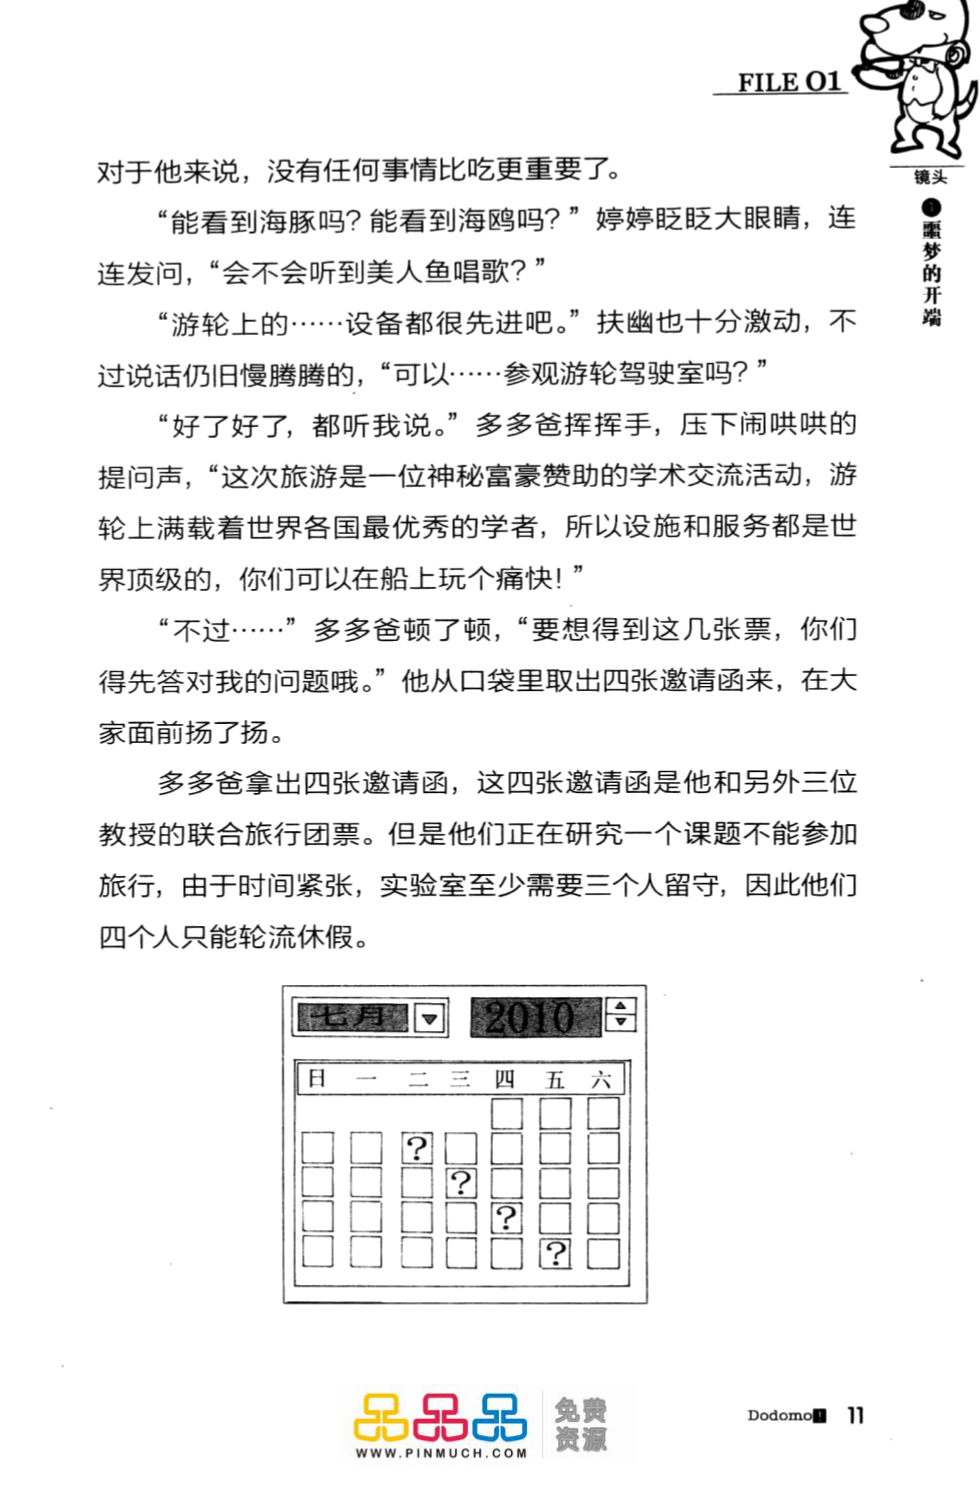 FILE 01
镜头
1 噩梦的开端
对于他来说，没有任何事情比吃更重要了。
“能看到海豚吗？能看到海鸥吗？”婷婷眨眨大眼睛，连
连发问，“会不会听到美人鱼唱歌？”
“游轮上的……设备都很先进吧。”扶幽也十分激动，不
过说话仍旧慢腾腾的，“可以……参观游轮驾驶室吗？”
“好了好了，都听我说。”多多爸挥挥手，压下闹哄哄的
提问声，“这次旅游是一位神秘富豪赞助的学术交流活动，游
轮上满载着世界各国最优秀的学者，所以设施和服务都是世
界顶级的，你们可以在船上玩个痛快！”
“不过……”多多爸顿了顿，“要想得到这几张票，你们
得先答对我的问题哦。”他从口袋里取出四张邀请函来，在大
家面前扬了扬。
多多爸拿出四张邀请函，这四张邀请函是他和另外三位
教授的联合旅行团票。但是他们正在研究一个课题不能参加
旅行，由于时间紧张，实验室至少需要三个人留守，因此他们
四个人只能轮流休假。
七月 2010
日 一 二 三 四 五 六
?
?
?
?
Dodomo! 11
品品品 免费
资源
WWW.PINMUCH.COM